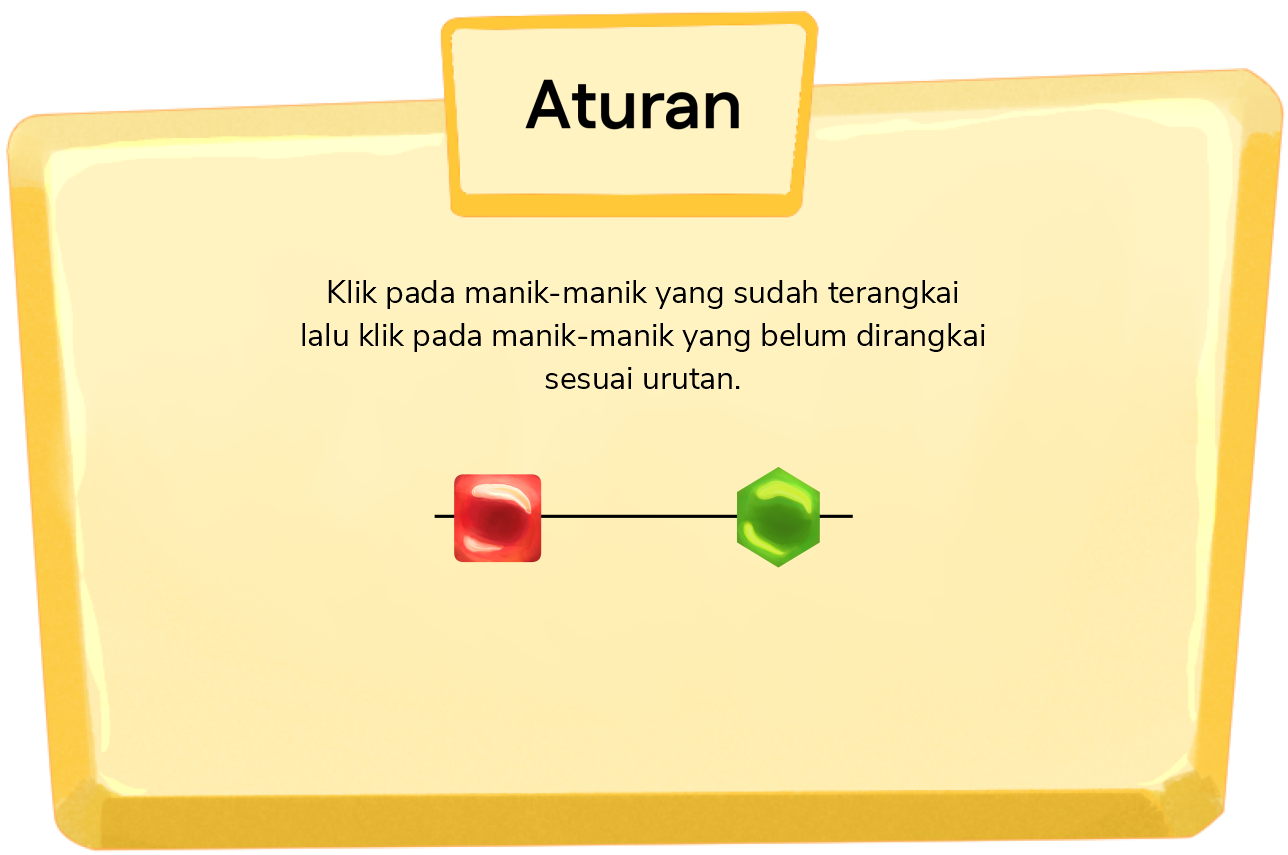 Aturan
Klik pada manik-manik yang sudah terangkai
lalu klik pada manik-manik yang belum dirangkai
sesuai urutan.